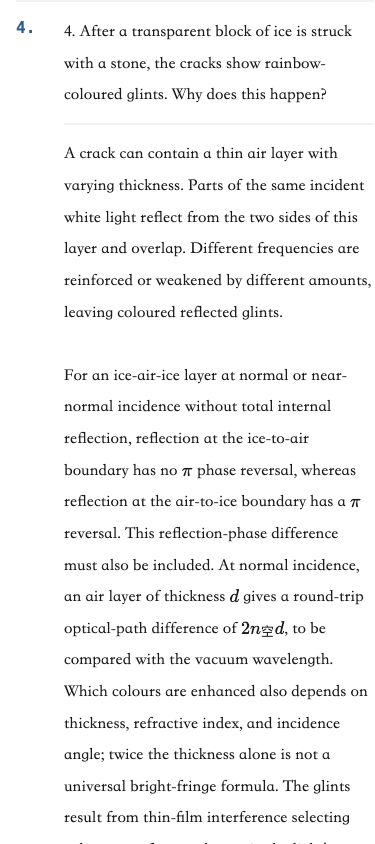 4. 4. After a transparent block of ice is struck
with a stone, the cracks show rainbow-
coloured glints. Why does this happen?
A crack can contain a thin air layer with
varying thickness. Parts of the same incident
white light reflect from the two sides of this
layer and overlap. Different frequencies are
reinforced or weakened by different amounts,
leaving coloured reflected glints.
For an ice-air-ice layer at normal or near-
normal incidence without total internal
reflection, reflection at the ice-to-air
boundary has no π phase reversal, whereas
reflection at the air-to-ice boundary has a π
reversal. This reflection-phase difference
must also be included. At normal incidence,
an air layer of thickness d gives a round-trip
optical-path difference of 2n空d, to be
compared with the vacuum wavelength.
Which colours are enhanced also depends on
thickness, refractive index, and incidence
angle; twice the thickness alone is not a
universal bright-fringe formula. The glints
result from thin-film interference selecting